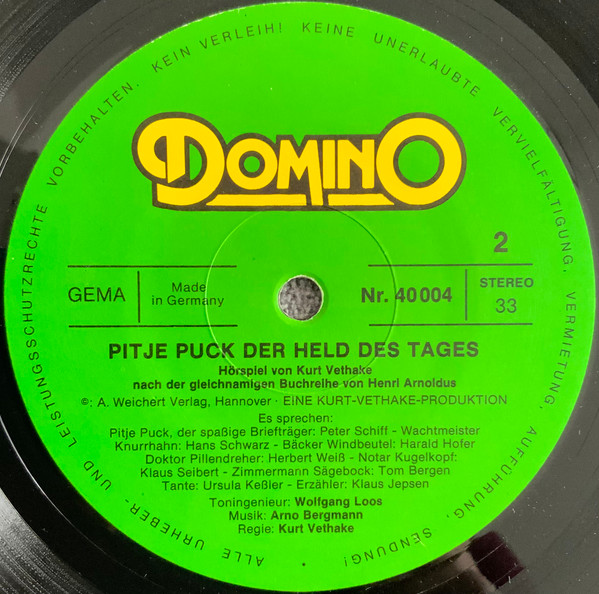 ALLE URHEBER- UND LEISTUNGSSCHUTZRECHTE VORBEHALTEN. KEIN VERLEIH! KEINE UNERLAUBTE VERVIELFÄLTIGUNG, VERMIETUNG, AUFFÜHRUNG, SENDUNG!
DOMINO
2
GEMA
Made
in Germany
Nr. 40 004
STEREO
33
PITJE PUCK DER HELD DES TAGES
Hörspiel von Kurt Vethake
nach der gleichnamigen Buchreihe von Henri Arnoldus
©: A. Weichert Verlag, Hannover · EINE KURT-VETHAKE-PRODUKTION
Es sprechen:
Pitje Puck, der spaßige Briefträger: Peter Schiff - Wachtmeister
Knurrhahn: Hans Schwarz - Bäcker Windbeutel: Harald Hofer
Doktor Pillendreher: Herbert Weiß - Notar Kugelkopf:
Klaus Seibert - Zimmermann Sägebock: Tom Bergen
Tante: Ursula Keßler - Erzähler: Klaus Jepsen
Toningenieur: Wolfgang Loos
Musik: Arno Bergmann
Regie: Kurt Vethake